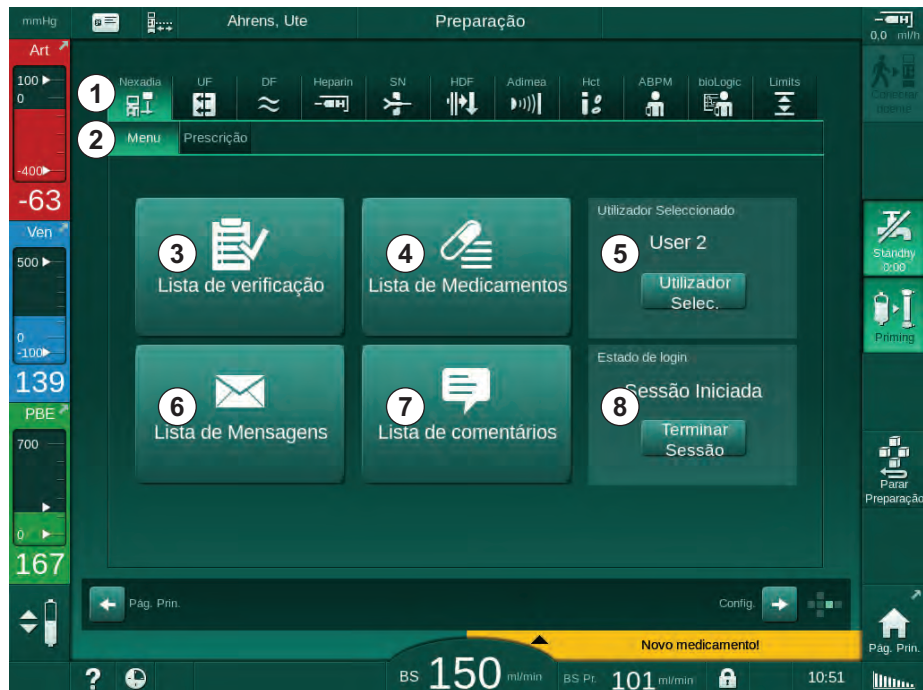 mmHg
Ahrens, Ute
Preparação
0,0 ml/h
Art
100
0
-400
-63
Ven
500
0
-100
139
PBE
700
0
167
1
Nexadia UF DF Heparin SN HDF Adimea Hct ABPM bioLogic Limits
2
Menu Prescrição
3
Lista de verificação
4
Lista de Medicamentos
Utilizador Seleccionado
5
User 2
Utilizador
Selec.
6
Lista de Mensagens
7
Lista de comentários
Estado de login
8
Sessão Iniciada
Terminar
Sessão
Conectar
doente
Standby
0:00
Priming
Parar
Preparação
Pág. Prin.
Pág. Prin.
Config.
Novo medicamento!
? BS 150 ml/min BS Pr. 101 ml/min 10:51